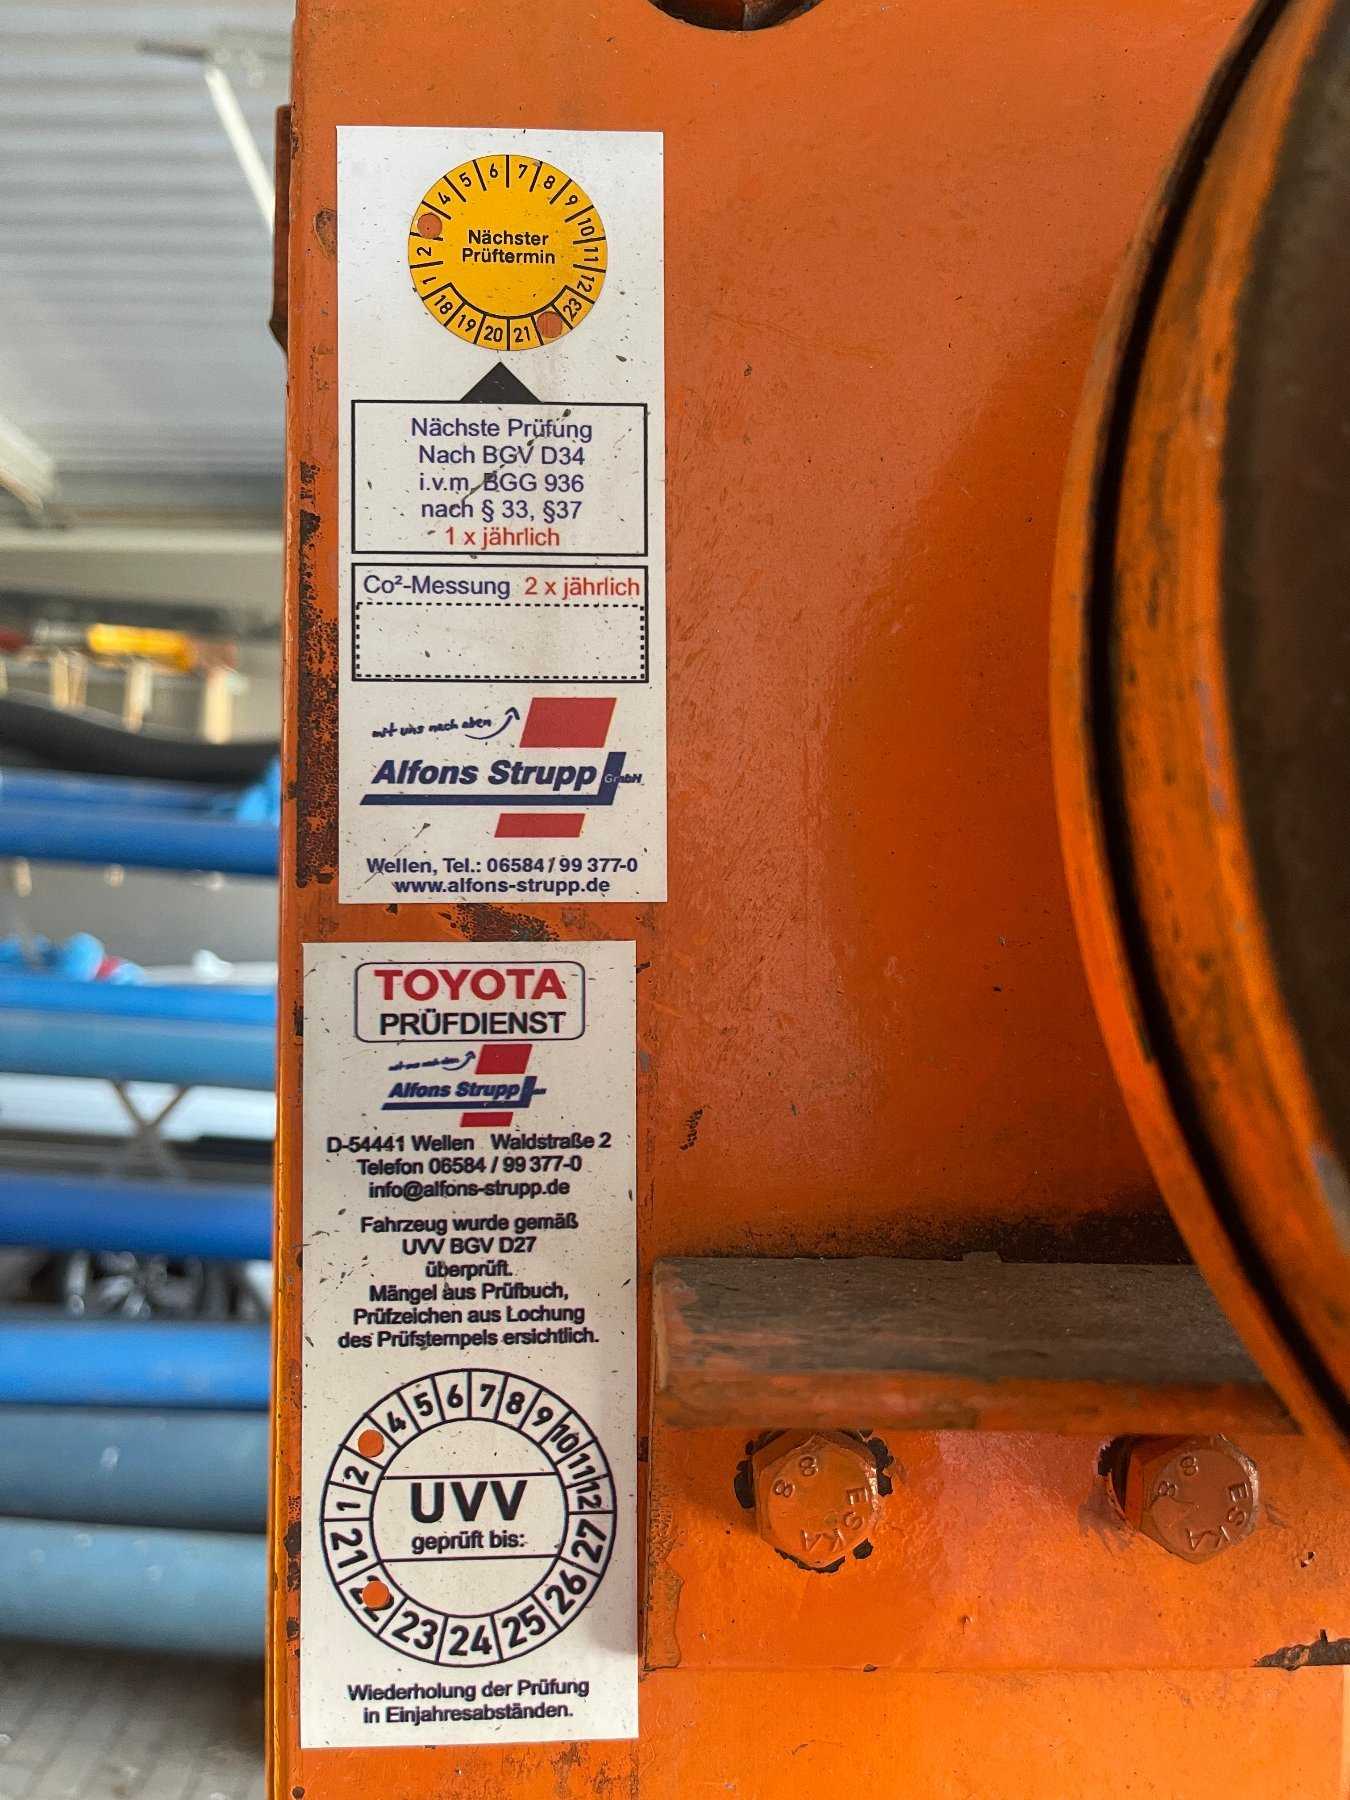 4 5 6 7 8 9 10 11 12
2 1 18 19 20 21 23
Nächster
Prüftermin
Nächste Prüfung
Nach BGV D34
i.v.m. BGG 936
nach § 33, §37
1 x jährlich
Co²-Messung 2 x jährlich
mit uns nach oben
Alfons Strupp GmbH
Wellen, Tel.: 06584 / 99 377-0
www.alfons-strupp.de
TOYOTA
PRÜFDIENST
Alfons Strupp
D-54441 Wellen Waldstraße 2
Telefon 06584 / 99 377-0
info@alfons-strupp.de
Fahrzeug wurde gemäß
UVV BGV D27
überprüft.
Mängel aus Prüfbuch,
Prüfzeichen aus Lochung
des Prüfstempels ersichtlich.
4 5 6 7 8 9 10 11 12
2 1 21 22 23 24 25 26 27
UVV
geprüft bis:
Wiederholung der Prüfung
in Einjahresabständen.
8 8 ESKA
8 8 ESKA